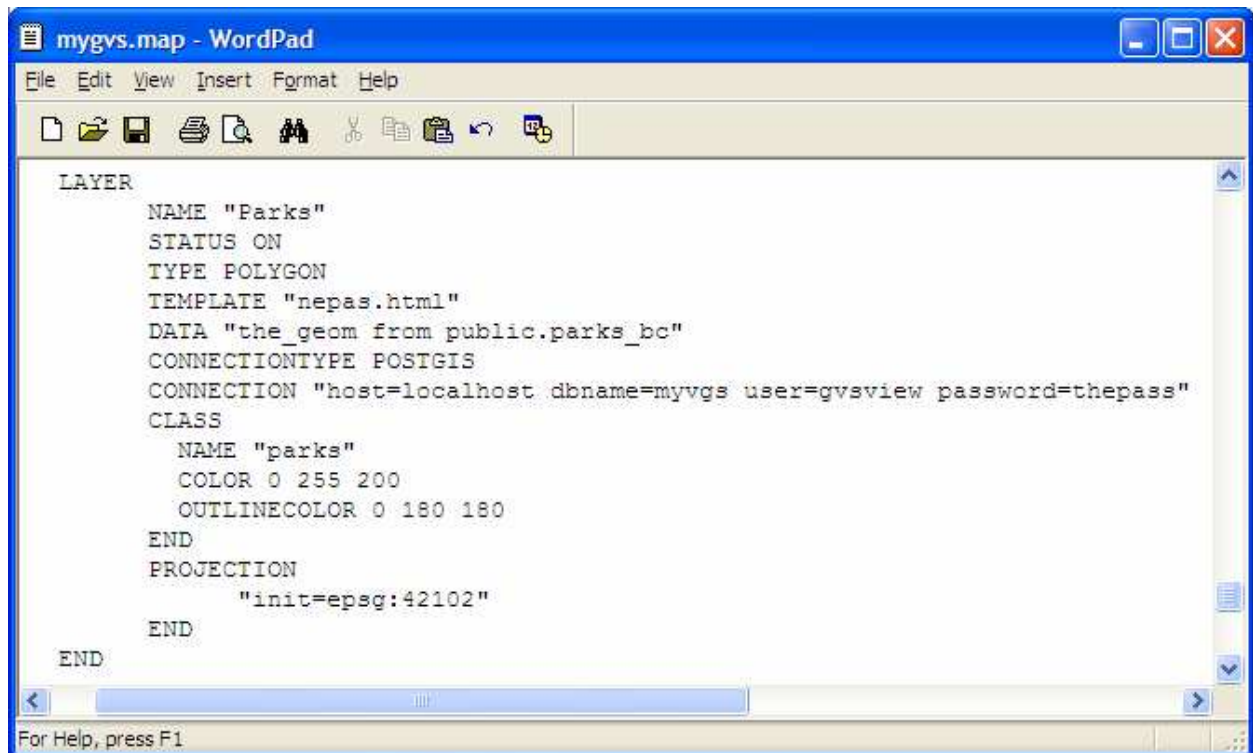 mygvs.map - WordPad
File Edit View Insert Format Help
LAYER
NAME "Parks"
STATUS ON
TYPE POLYGON
TEMPLATE "nepas.html"
DATA "the_geom from public.parks_bc"
CONNECTIONTYPE POSTGIS
CONNECTION "host=localhost dbname=myvgs user=gvsview password=thepass"
CLASS
NAME "parks"
COLOR 0 255 200
OUTLINECOLOR 0 180 180
END
PROJECTION
"init=epsg:42102"
END
END
For Help, press F1